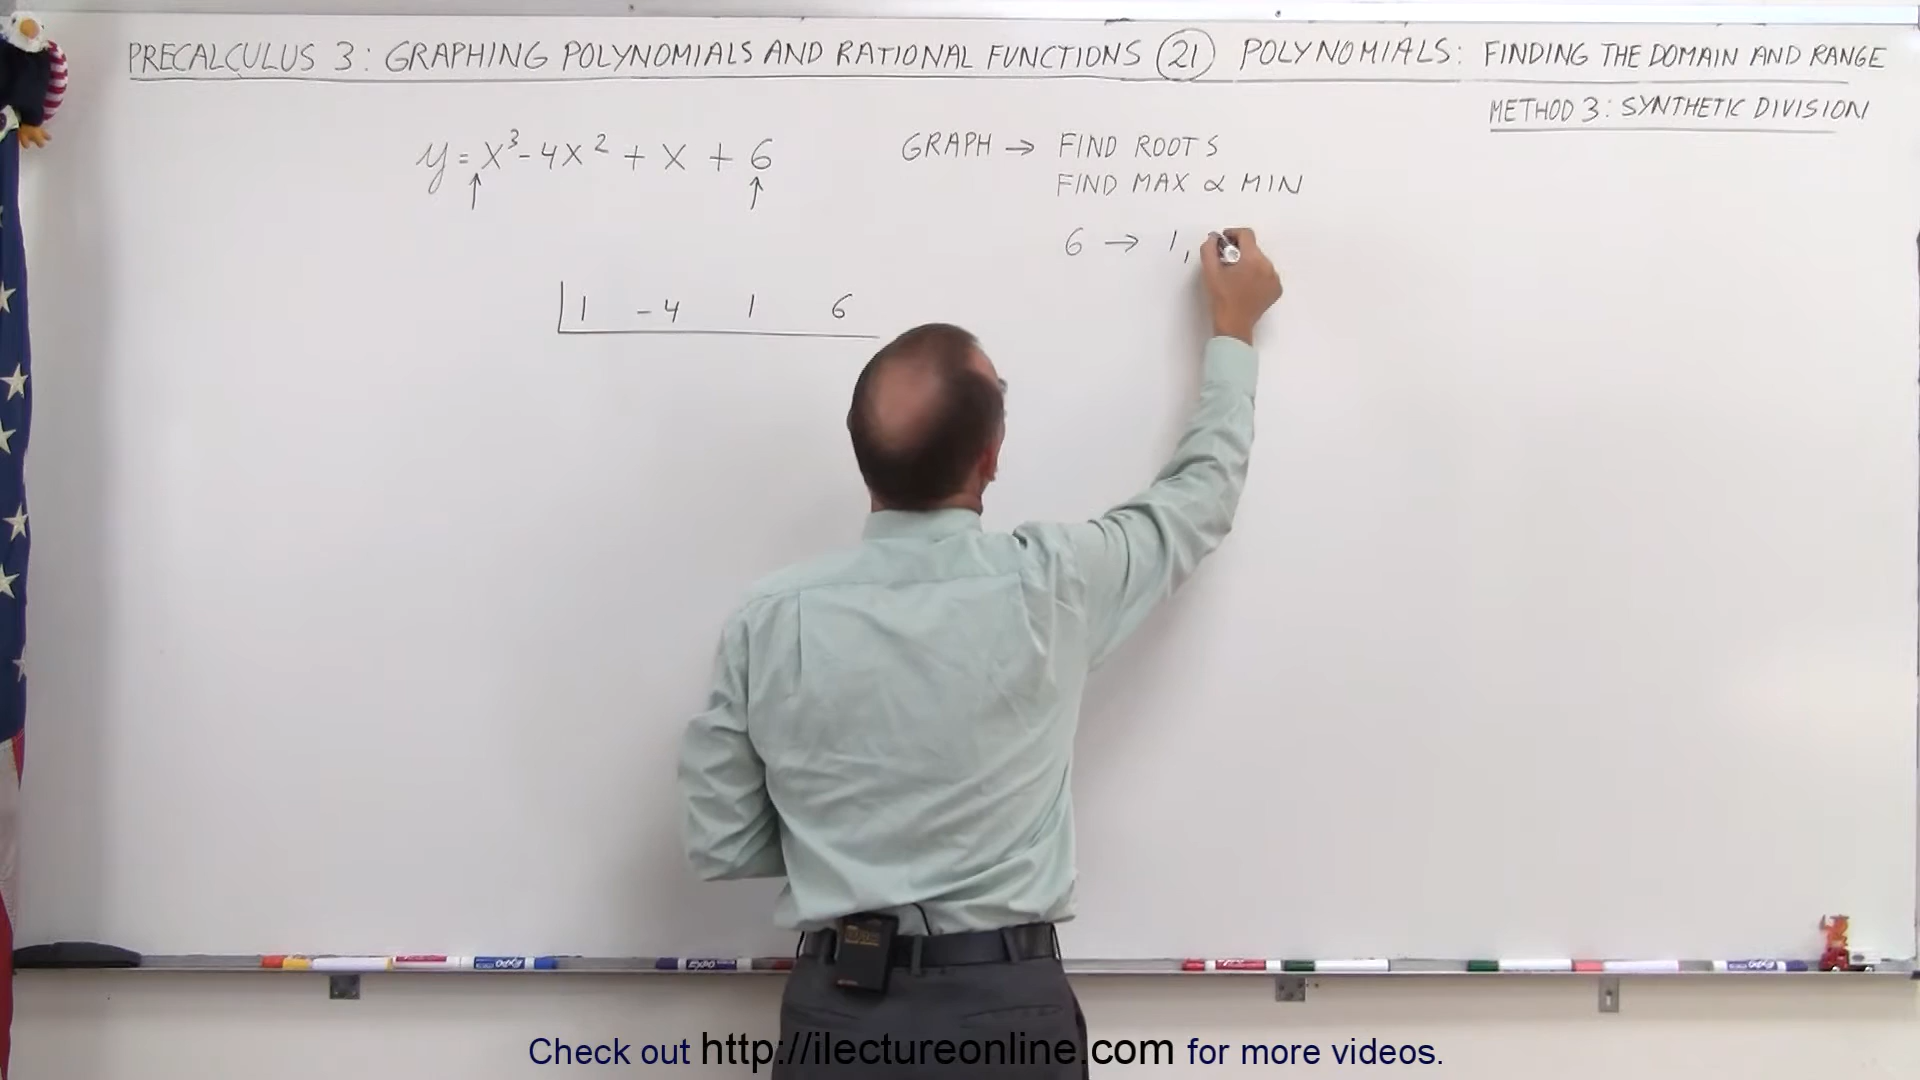 PRECALCULUS 3: GRAPHING POLYNOMIALS AND RATIONAL FUNCTIONS 21 POLYNOMIALS: FINDING THE DOMAIN AND RANGE
METHOD 3: SYNTHETIC DIVISION
y = x³ - 4x² + x + 6
GRAPH → FIND ROOTS
FIND MAX & MIN
6 → 1,
1 -4 1 6
Check out http://ilectureonline.com for more videos.